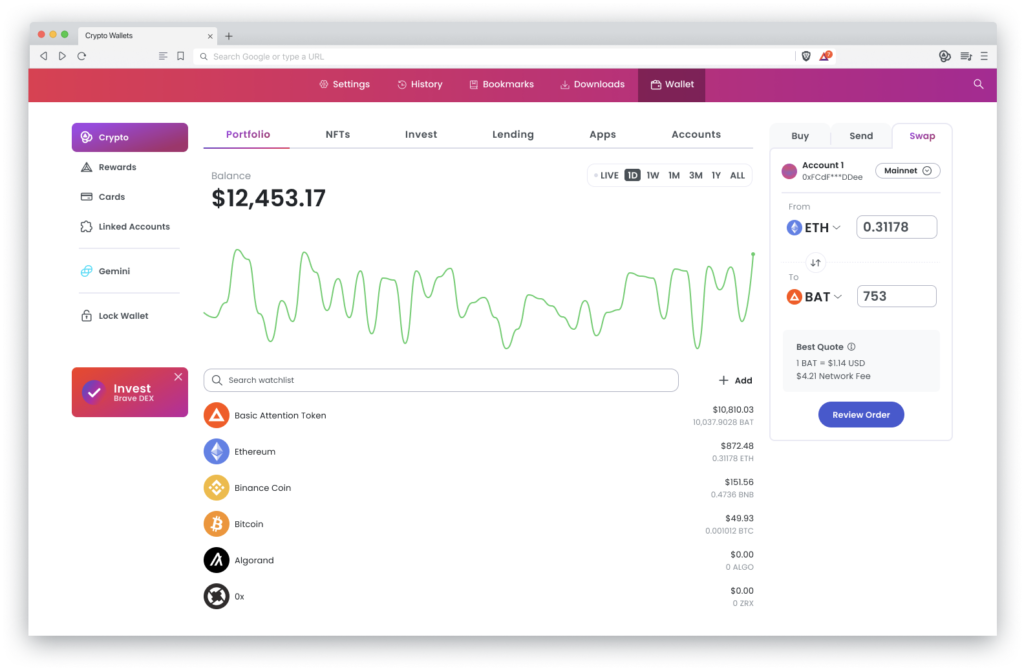 Crypto Wallets
Search Google or type a URL
Settings
History
Bookmarks
Downloads
Wallet
Crypto
Rewards
Cards
Linked Accounts
Gemini
Lock Wallet
Invest
Brave DEX
Portfolio
NFTs
Invest
Lending
Apps
Accounts
Balance
$12,453.17
LIVE 1D 1W 1M 3M 1Y ALL
Search watchlist
Add
Basic Attention Token
$10,810.03
10,037.9028 BAT
Ethereum
$872.48
0.31178 ETH
Binance Coin
$151.56
0.4736 BNB
Bitcoin
$49.93
0.001012 BTC
Algorand
$0.00
0 ALGO
0x
$0.00
0 ZRX
Buy
Send
Swap
Account 1
0xFCdF***DDee
Mainnet
From
ETH
0.31178
To
BAT
753
Best Quote
1 BAT = $1.14 USD
$4.21 Network Fee
Review Order